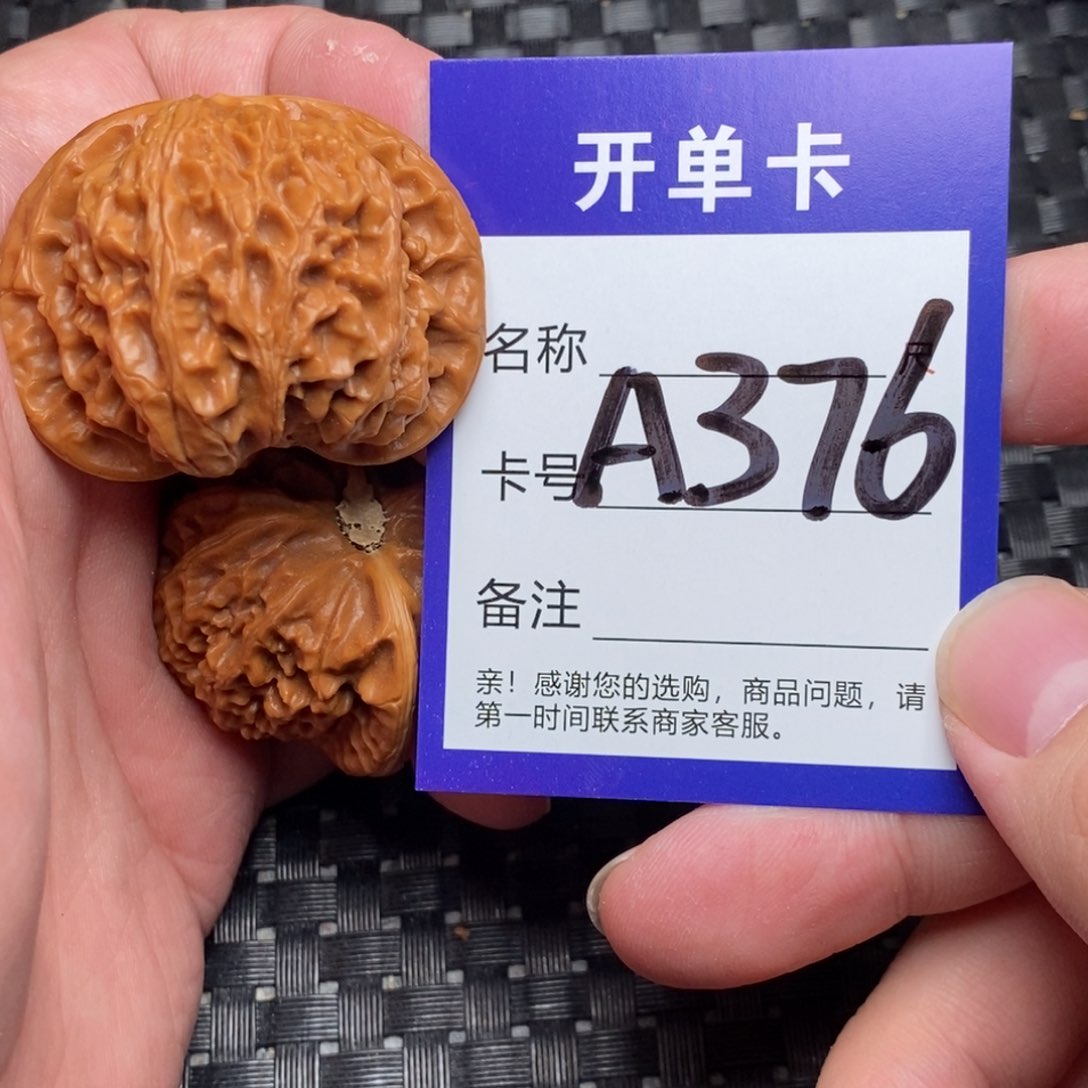 开单卡
名称
A376
卡号
备注
亲！感谢您的选购，商品问题，请
第一时间联系商家客服。